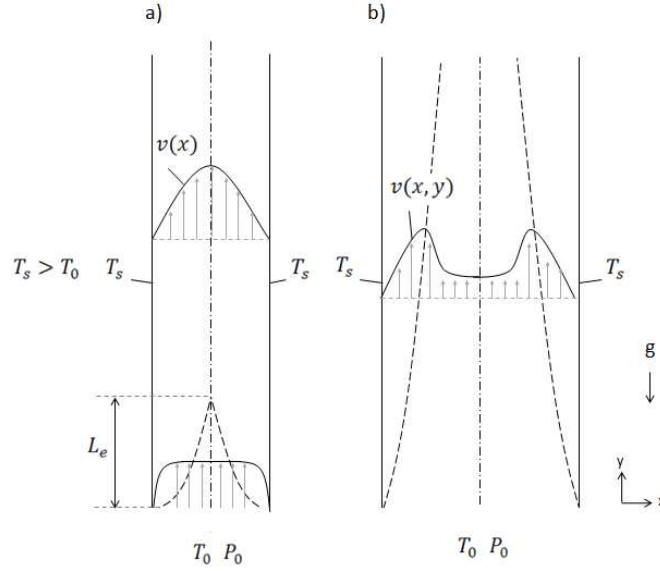 a)
b)
v(x)
v(x, y)
T_s > T_0
T_s
T_s
T_s
T_s
g
L_e
y
x
T_0 P_0
T_0 P_0